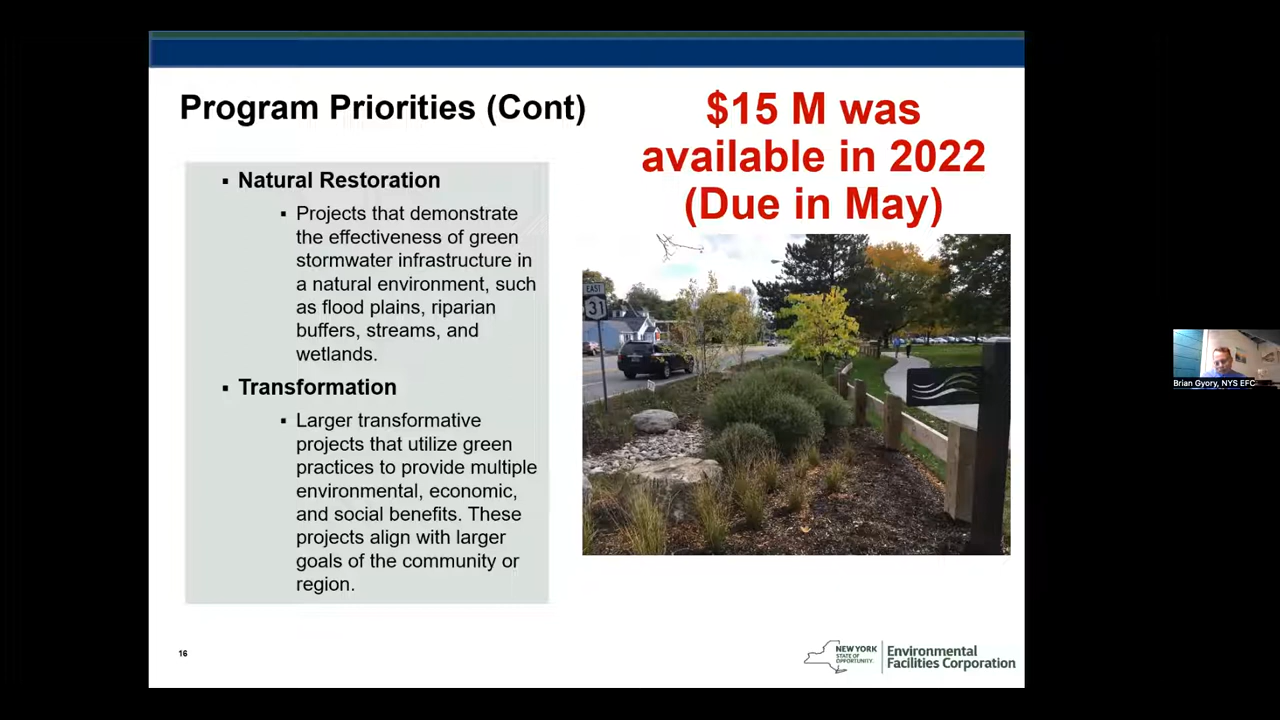 Program Priorities (Cont)
$15 M was
available in 2022
(Due in May)
▪ Natural Restoration
▪ Projects that demonstrate
the effectiveness of green
stormwater infrastructure in
a natural environment, such
as flood plains, riparian
buffers, streams, and
wetlands.
▪ Transformation
▪ Larger transformative
projects that utilize green
practices to provide multiple
environmental, economic,
and social benefits. These
projects align with larger
goals of the community or
region.
EAST
31
Brian Gyory, NYS EFC
16
NEW YORK
STATE OF
OPPORTUNITY.
Environmental
Facilities Corporation